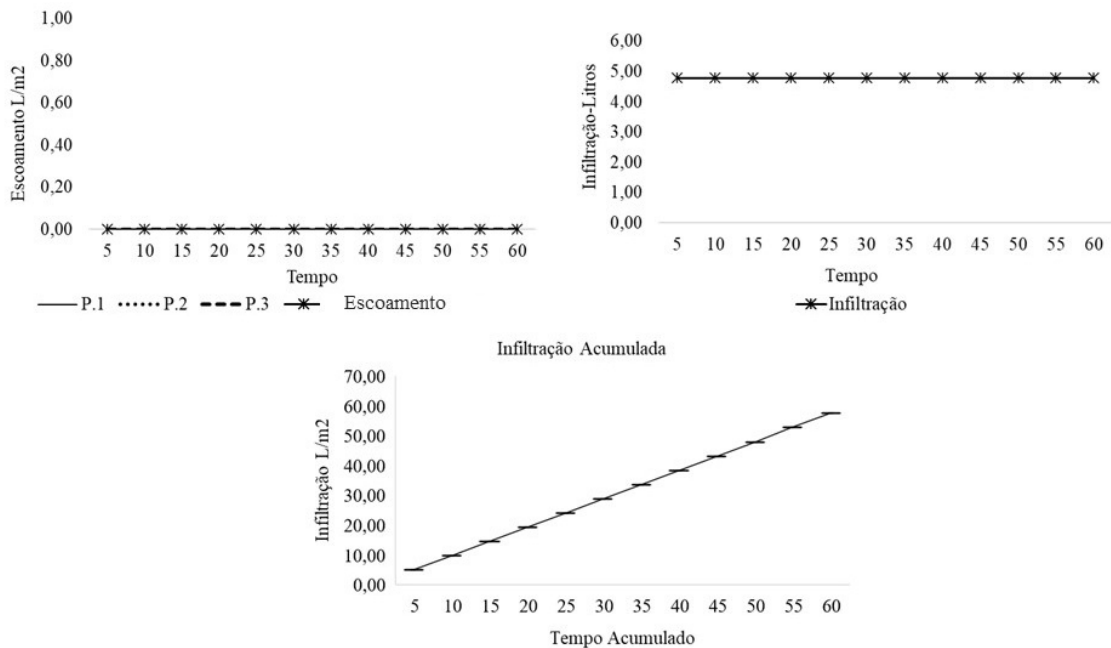 Escoamento L/m2
1,00
0,80
0,60
0,40
0,20
0,00
5 10 15 20 25 30 35 40 45 50 55 60
Tempo
P.1 P.2 P.3 Escoamento
Infiltração-Litros
6,00
5,00
4,00
3,00
2,00
1,00
0,00
5 10 15 20 25 30 35 40 45 50 55 60
Tempo
Infiltração
Infiltração Acumulada
Infiltração L/m2
70,00
60,00
50,00
40,00
30,00
20,00
10,00
0,00
5 10 15 20 25 30 35 40 45 50 55 60
Tempo Acumulado